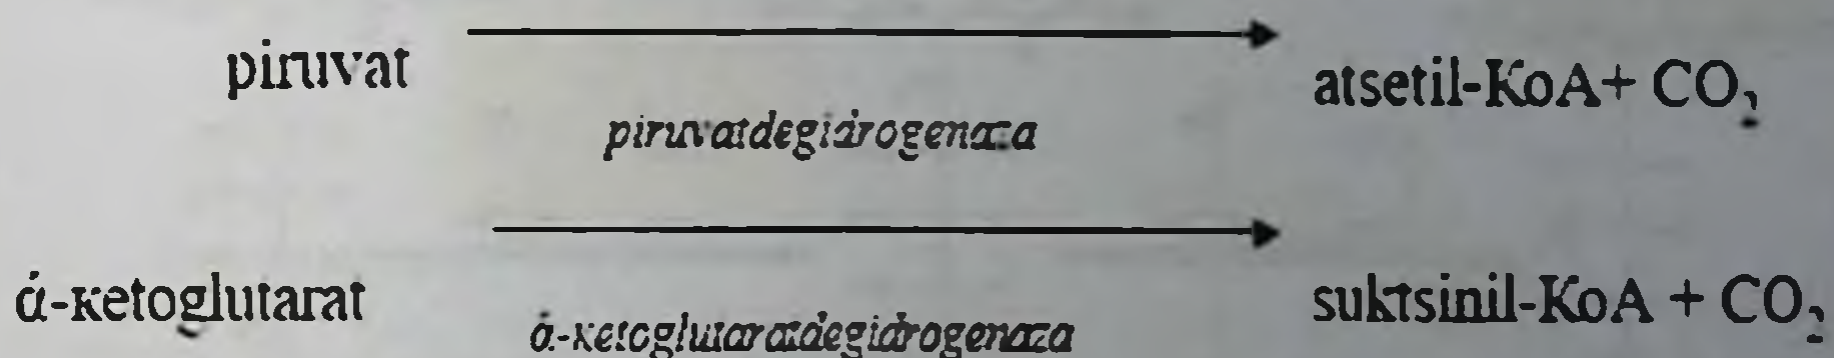 piruvat
atsetil-KoA+ CO₂
piruvatdegidrogenaza
ά-ketoglutarat
suktsinil-KoA + CO₂
ά-ketoglutaratdegidrogenaza